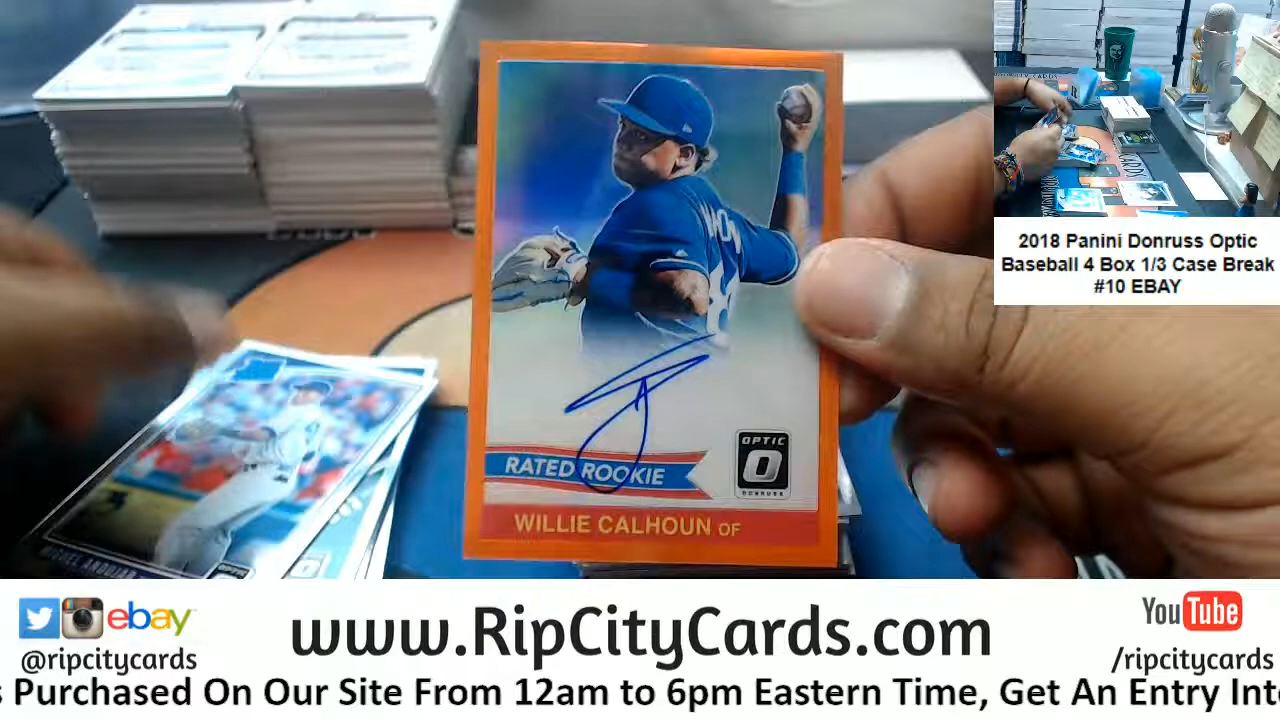 RATED ROOKIE
OPTIC
O
DONRUSS
WILLIE CALHOUN OF
2018 Panini Donruss Optic
Baseball 4 Box 1/3 Case Break
#10 EBAY
ebay
@ripcitycards
www.RipCityCards.com
YouTube
/ripcitycards
s Purchased On Our Site From 12am to 6pm Eastern Time, Get An Entry Int